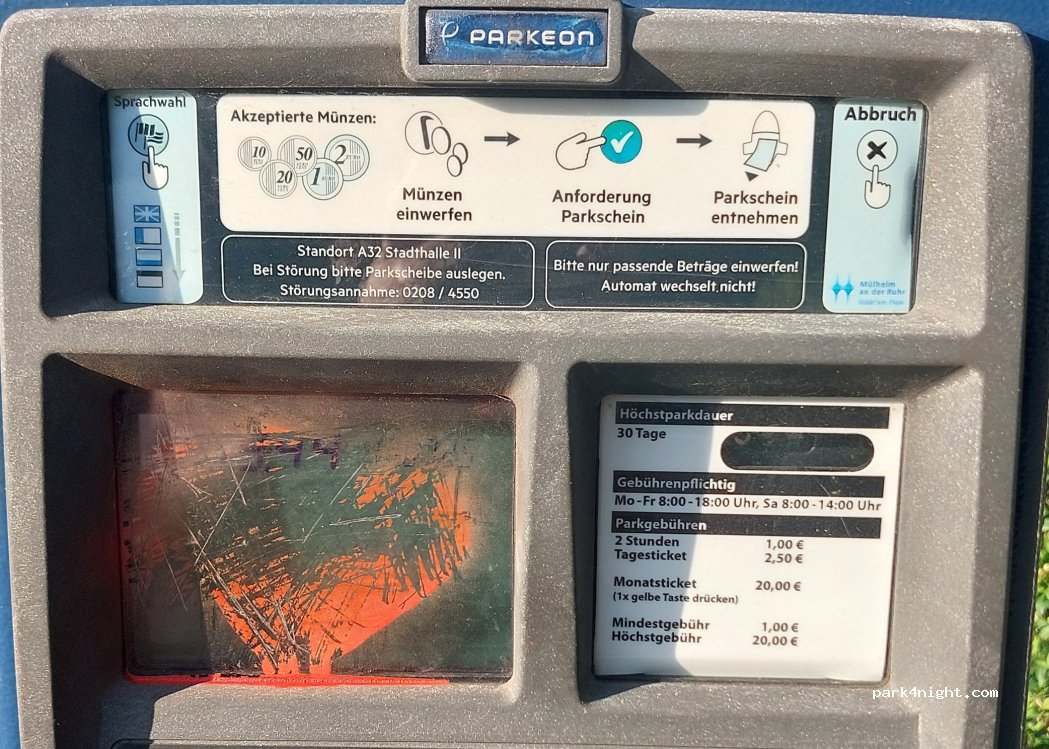 PARKEON
Sprachwahl
Akzeptierte Münzen:
10
50
2
EURO
20
1
EURO
Münzen
einwerfen
Anforderung
Parkschein
Parkschein
entnehmen
Abbruch
Standort A32 Stadthalle II
Bei Störung bitte Parkscheibe auslegen.
Störungsannahme: 0208 / 4550
Bitte nur passende Beträge einwerfen!
Automat wechselt nicht!
Mülheim
an der Ruhr
Höchstparkdauer
30 Tage
Gebührenpflichtig
Mo-Fr 8:00-18:00 Uhr, Sa 8:00-14:00 Uhr
Parkgebühren
2 Stunden 1,00 €
Tagesticket 2,50 €
Monatsticket 20,00 €
(1x gelbe Taste drücken)
Mindestgebühr 1,00 €
Höchstgebühr 20,00 €
park4night.com